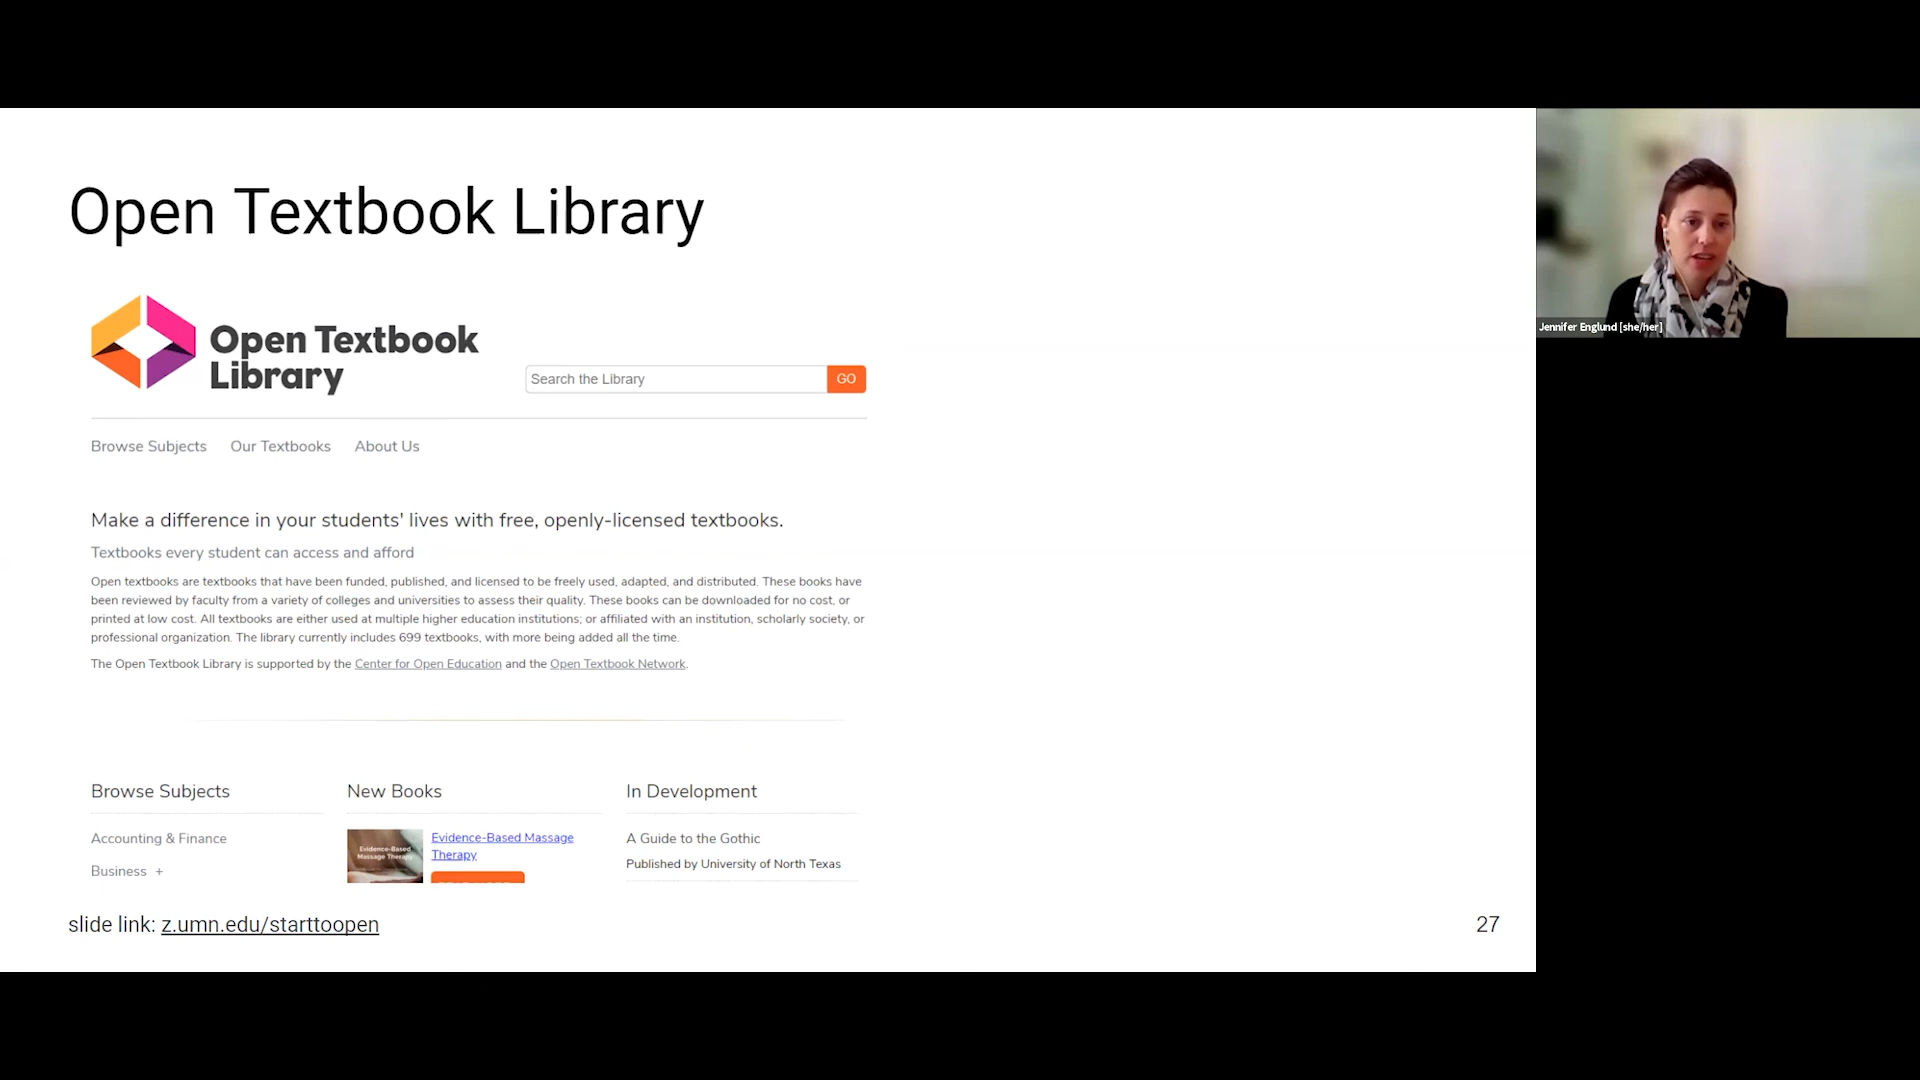 Open Textbook Library
Open Textbook
Library
Search the Library GO
Browse Subjects Our Textbooks About Us
Make a difference in your students' lives with free, openly-licensed textbooks.
Textbooks every student can access and afford
Open textbooks are textbooks that have been funded, published, and licensed to be freely used, adapted, and distributed. These books have
been reviewed by faculty from a variety of colleges and universities to assess their quality. These books can be downloaded for no cost, or
printed at low cost. All textbooks are either used at multiple higher education institutions; or affiliated with an institution, scholarly society, or
professional organization. The library currently includes 699 textbooks, with more being added all the time.
The Open Textbook Library is supported by the Center for Open Education and the Open Textbook Network.
Browse Subjects
Accounting & Finance
Business +
New Books
Evidence-Based
Massage Therapy
Evidence-Based Massage
Therapy
In Development
A Guide to the Gothic
Published by University of North Texas
slide link: z.umn.edu/starttoopen
27
Jennifer Englund [she/her]